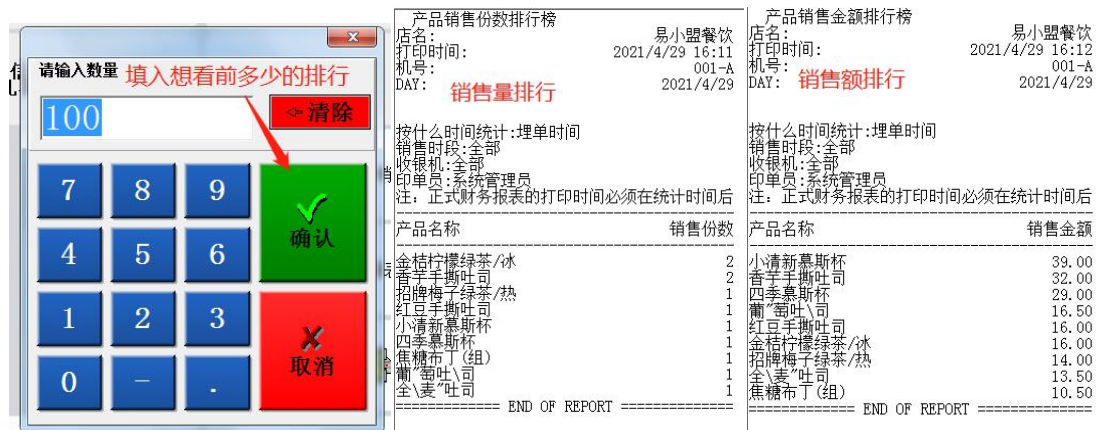 请输入数量
填入想看前多少的排行
100
清除
7 8 9
确认
4 5 6
1 2 3
取消
0 - .
产品销售份数排行榜
店名: 易小盟餐饮
打印时间: 2021/4/29 16:11
机号: 001-A
DAY: 2021/4/29
销售量排行
按什么时间统计:埋单时间
销售时段:全部
收银机:全部
印单员:系统管理员
注: 正式财务报表的打印时间必须在统计时间后
产品名称 销售份数
金桔柠檬绿茶/冰 2
香芋手撕吐司 2
招牌梅子绿茶/热 1
红豆手撕吐司 1
小清新慕斯杯 1
四季慕斯杯 1
焦糖布丁(组) 1
葡"萄吐\司 1
全\麦"吐司 1
============= END OF REPORT ==============
产品销售金额排行榜
店名: 易小盟餐饮
打印时间: 2021/4/29 16:12
机号: 001-A
DAY: 2021/4/29
销售额排行
按什么时间统计:埋单时间
销售时段:全部
收银机:全部
印单员:系统管理员
注: 正式财务报表的打印时间必须在统计时间后
产品名称 销售金额
小清新慕斯杯 39.00
香芋手撕吐司 32.00
四季慕斯杯 29.00
葡"萄吐\司 16.50
红豆手撕吐司 16.00
金桔柠檬绿茶/冰 16.00
招牌梅子绿茶/热 14.00
全\麦"吐司 13.50
焦糖布丁(组) 10.50
============= END OF REPORT ==============